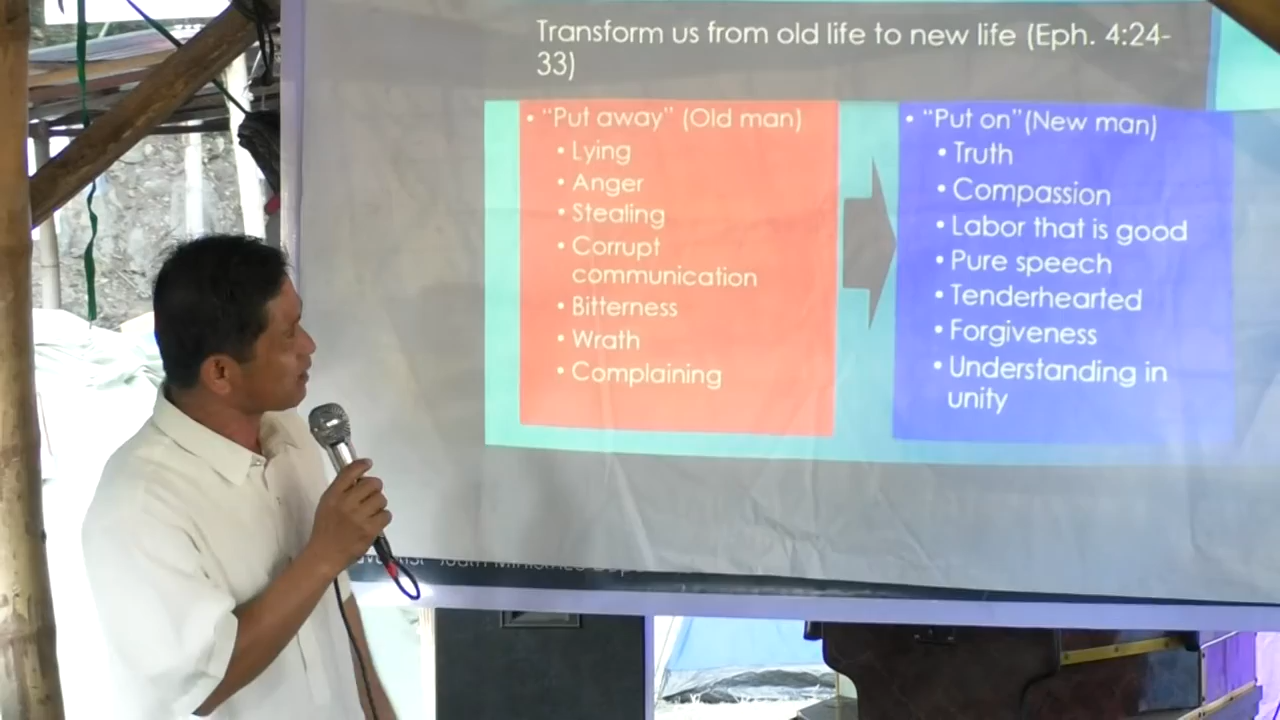 Transform us from old life to new life (Eph. 4:24-
33)
• “Put away” (Old man)
• Lying
• Anger
• Stealing
• Corrupt
communication
• Bitterness
• Wrath
• Complaining
• “Put on”(New man)
• Truth
• Compassion
• Labor that is good
• Pure speech
• Tenderhearted
• Forgiveness
• Understanding in
unity